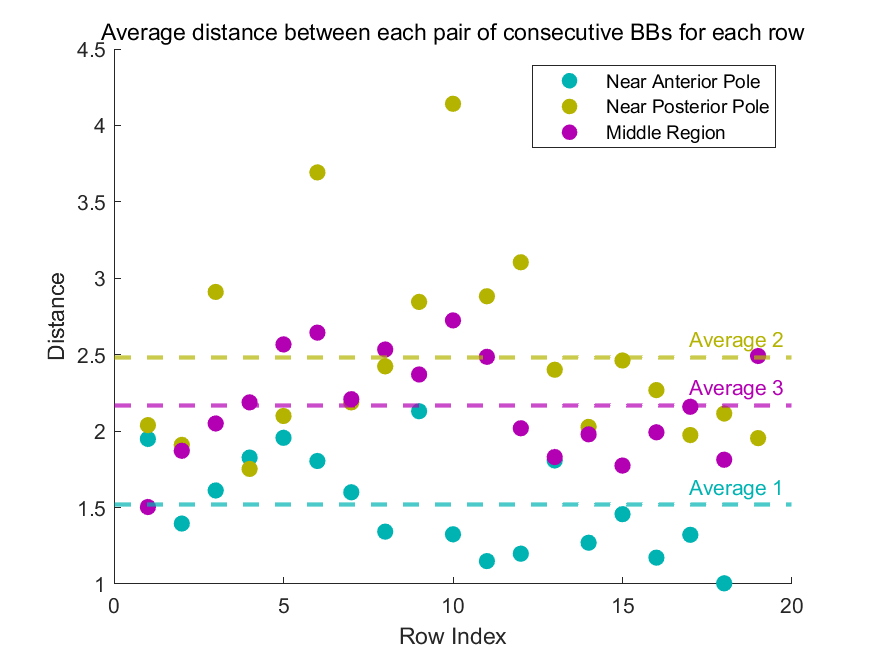 Average distance between each pair of consecutive BBs for each row
4.5
4
3.5
3
2.5
2
1.5
1
Distance
Near Anterior Pole
Near Posterior Pole
Middle Region
Average 2
Average 3
Average 1
0
5
10
15
20
Row Index